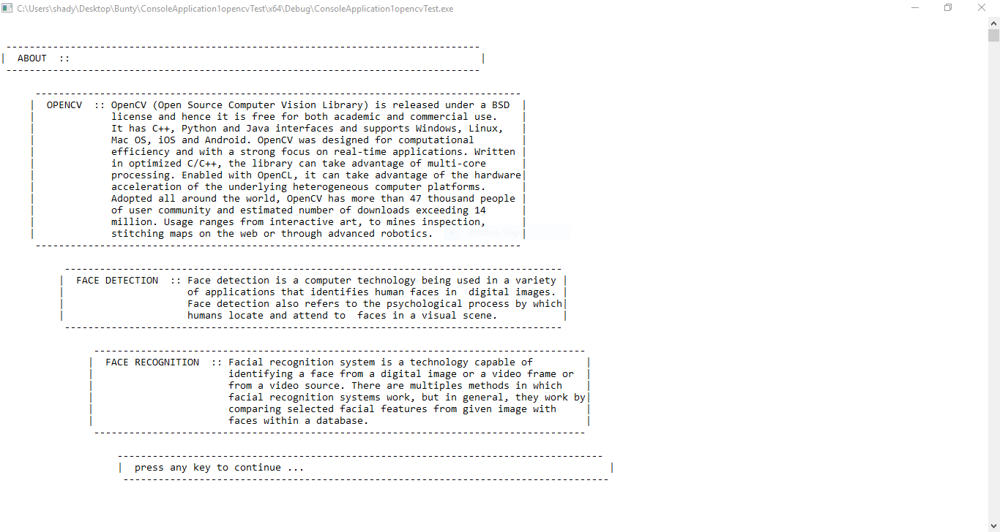 C:\Users\shady\Desktop\Bunty\ConsoleApplication1opencvTest\x64\Debug\ConsoleApplication1opencvTest.exe
ABOUT ::
OPENCV :: OpenCV (Open Source Computer Vision Library) is released under a BSD
license and hence it is free for both academic and commercial use.
It has C++, Python and Java interfaces and supports Windows, Linux,
Mac OS, iOS and Android. OpenCV was designed for computational
efficiency and with a strong focus on real-time applications. Written
in optimized C/C++, the library can take advantage of multi-core
processing. Enabled with OpenCL, it can take advantage of the hardware
acceleration of the underlying heterogeneous computer platforms.
Adopted all around the world, OpenCV has more than 47 thousand people
of user community and estimated number of downloads exceeding 14
million. Usage ranges from interactive art, to mines inspection,
stitching maps on the web or through advanced robotics.
FACE DETECTION :: Face detection is a computer technology being used in a variety
of applications that identifies human faces in  digital images.
Face detection also refers to the psychological process by which
humans locate and attend to  faces in a visual scene.
FACE RECOGNITION :: Facial recognition system is a technology capable of
identifying a face from a digital image or a video frame or
from a video source. There are multiples methods in which
facial recognition systems work, but in general, they work by
comparing selected facial features from given image with
faces within a database.
press any key to continue ...